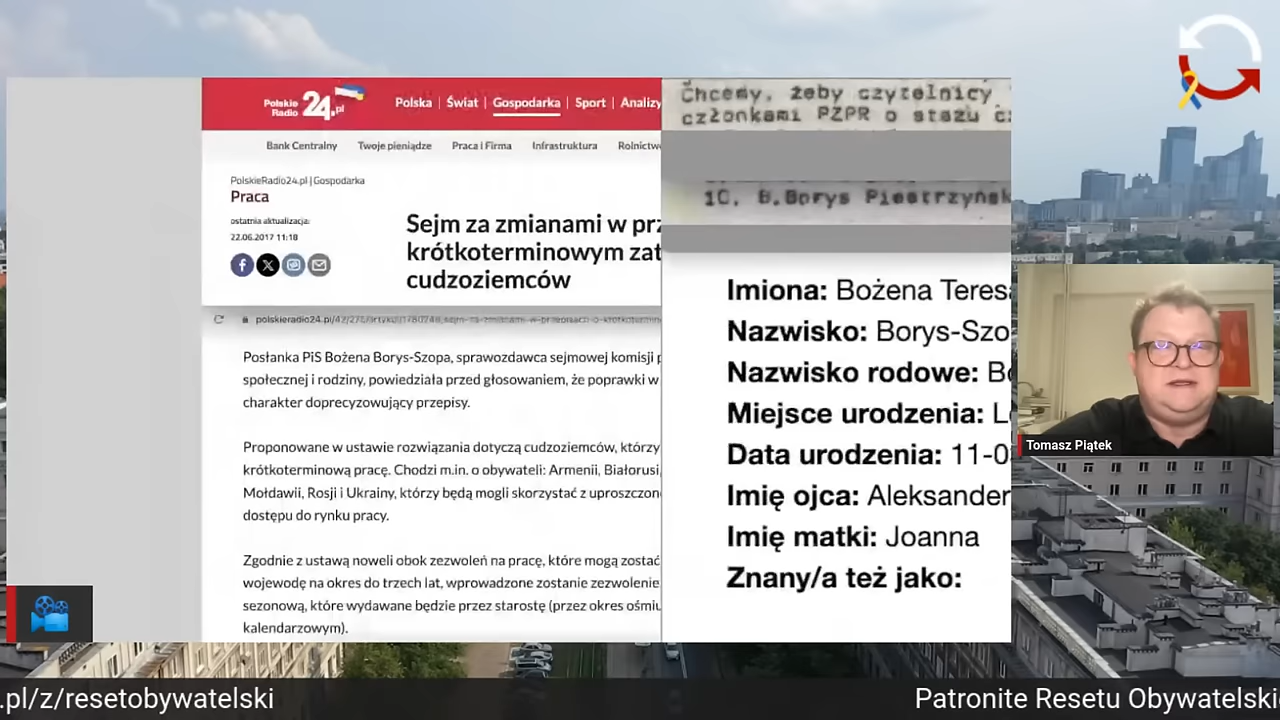 Polskie
Radio 24.pl
Polska | Świat | Gospodarka | Sport | Analizy
Bank Centralny Twoje pieniądze Praca i Firma Infrastruktura Rolnictw
PolskieRadio24.pl | Gospodarka
Praca
ostatnia aktualizacja:
22.06.2017 11:18
Sejm za zmianami w prz
krótkoterminowym zat
cudzoziemców
Posłanka PiS Bożena Borys-Szopa, sprawozdawca sejmowej komisji p
społecznej i rodziny, powiedziała przed głosowaniem, że poprawki w
charakter doprecyzowujący przepisy.
Proponowane w ustawie rozwiązania dotyczą cudzoziemców, którzy
krótkoterminową pracę. Chodzi m.in. o obywateli: Armenii, Białorusi,
Mołdawii, Rosji i Ukrainy, którzy będą mogli skorzystać z uproszczon
dostępu do rynku pracy.
Zgodnie z ustawą noweli obok zezwoleń na pracę, które mogą zostać
wojewodę na okres do trzech lat, wprowadzone zostanie zezwolenie
sezonową, które wydawane będzie przez starostę (przez okres ośmiu
kalendarzowym).
Chcemy, żeby czytelnicy
członkami PZPR o stażu cz
10. B.Borys Piestrzyńsk
Imiona: Bożena Teres
Nazwisko: Borys-Szo
Nazwisko rodowe: Bo
Miejsce urodzenia: L
Data urodzenia: 11-0
Imię ojca: Aleksander
Imię matki: Joanna
Znany/a też jako:
Tomasz Piątek
.pl/z/resetobywatelski
Patronite Resetu Obywatelski